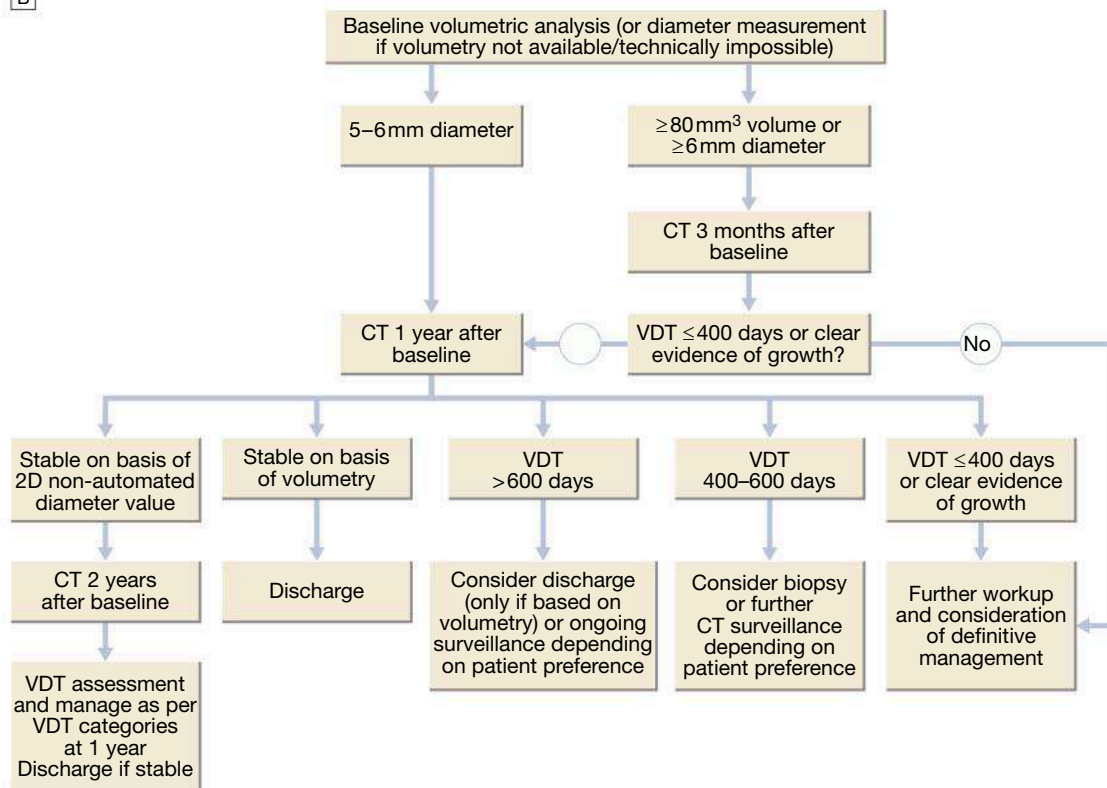 B
Baseline volumetric analysis (or diameter measurement
if volumetry not available/technically impossible)
5–6mm diameter
≥80mm³ volume or
≥6mm diameter
CT 3 months after
baseline
CT 1 year after
baseline
VDT ≤400 days or clear
evidence of growth?
No
Stable on basis of
2D non-automated
diameter value
Stable on basis
of volumetry
VDT
>600 days
VDT
400–600 days
VDT ≤400 days
or clear evidence
of growth
CT 2 years
after baseline
Discharge
Consider discharge
(only if based on
volumetry) or ongoing
surveillance depending
on patient preference
Consider biopsy
or further
CT surveillance
depending on
patient preference
Further workup
and consideration
of definitive
management
VDT assessment
and manage as per
VDT categories
at 1 year
Discharge if stable